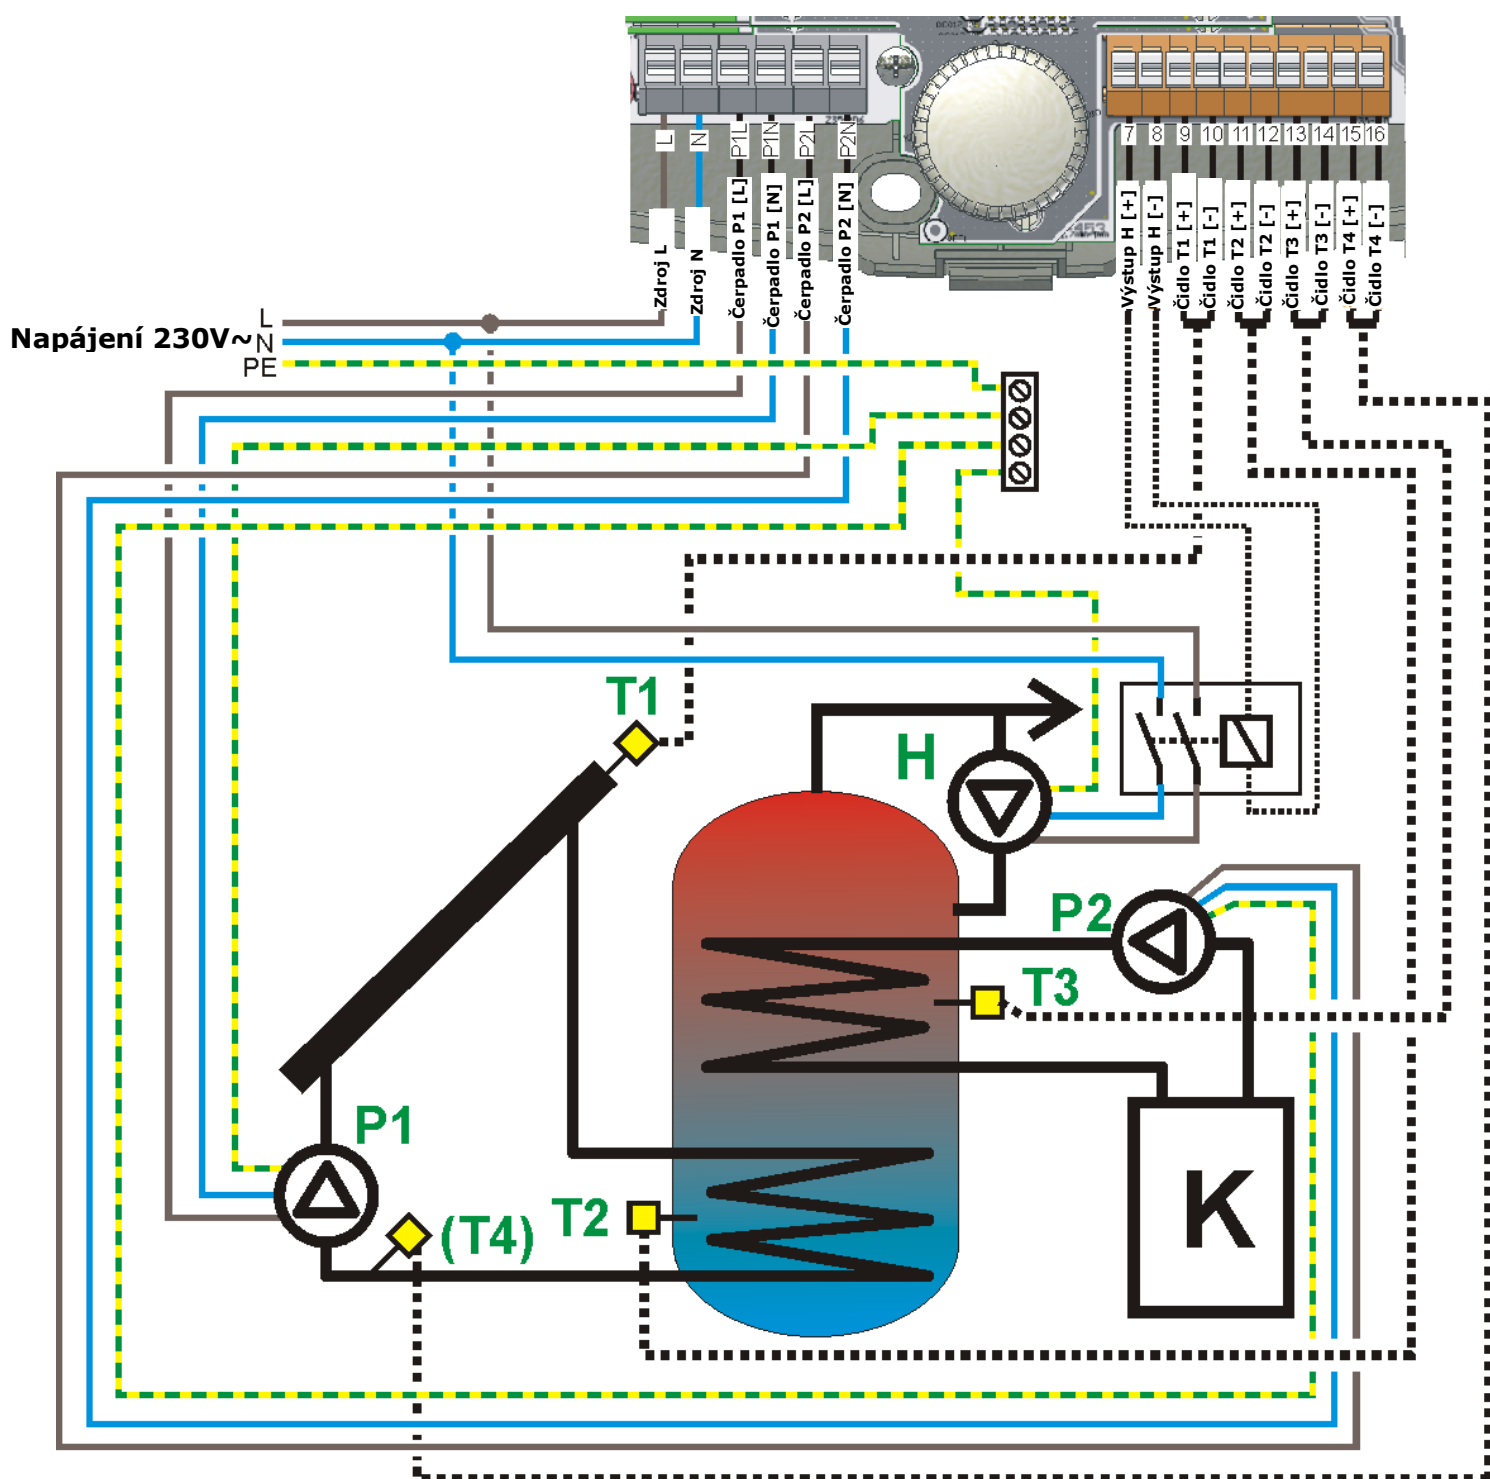 L
N
P1L
P1N
P2L
P2N
7
8
9
10
11
12
13
14
15
16
Zdroj L
Zdroj N
Čerpadlo P1 [L]
Čerpadlo P1 [N]
Čerpadlo P2 [L]
Čerpadlo P2 [N]
Výstup H [+]
Výstup H [-]
Čidlo T1 [+]
Čidlo T1 [-]
Čidlo T2 [+]
Čidlo T2 [-]
Čidlo T3 [+]
Čidlo T3 [-]
Čidlo T4 [+]
Čidlo T4 [-]
L
Napájení 230V~ N
PE
T1
H
P2
T3
P1
K
T2
(T4)